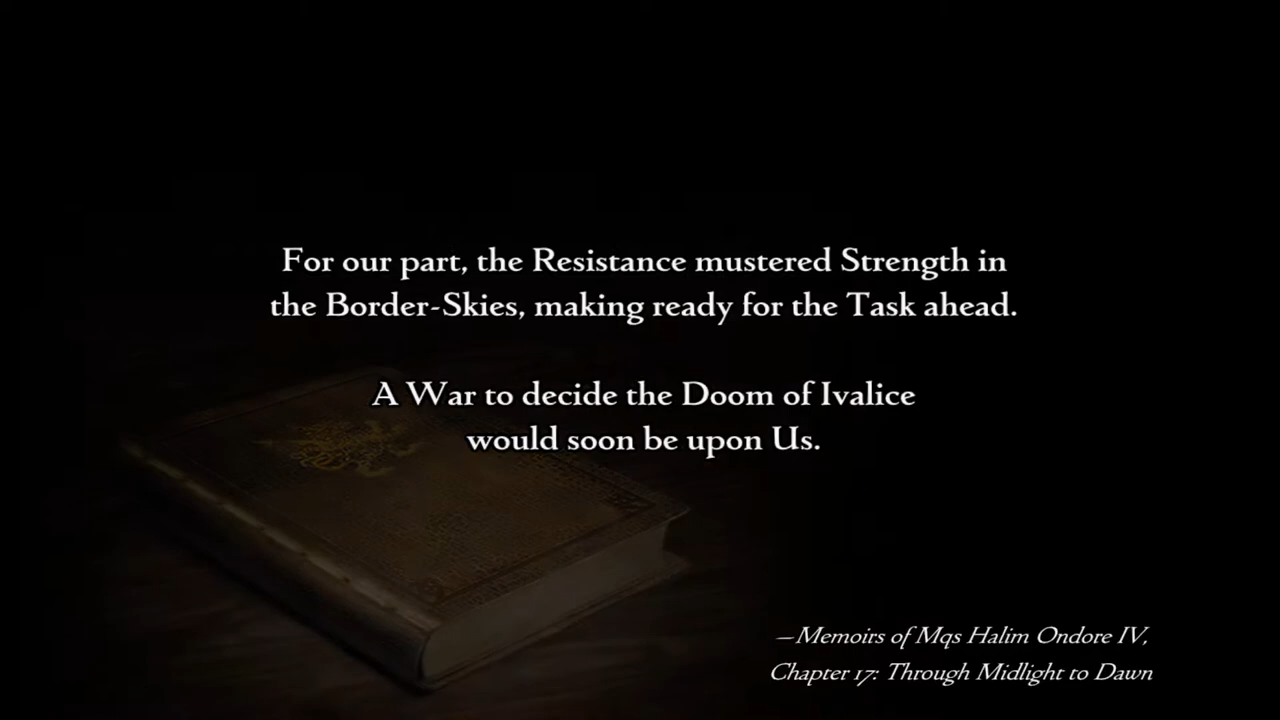 For our part, the Resistance mustered Strength in
the Border-Skies, making ready for the Task ahead.
A War to decide the Doom of Ivalice
would soon be upon Us.
—Memoirs of Mqs Halim Ondore IV,
Chapter 17: Through Midlight to Dawn